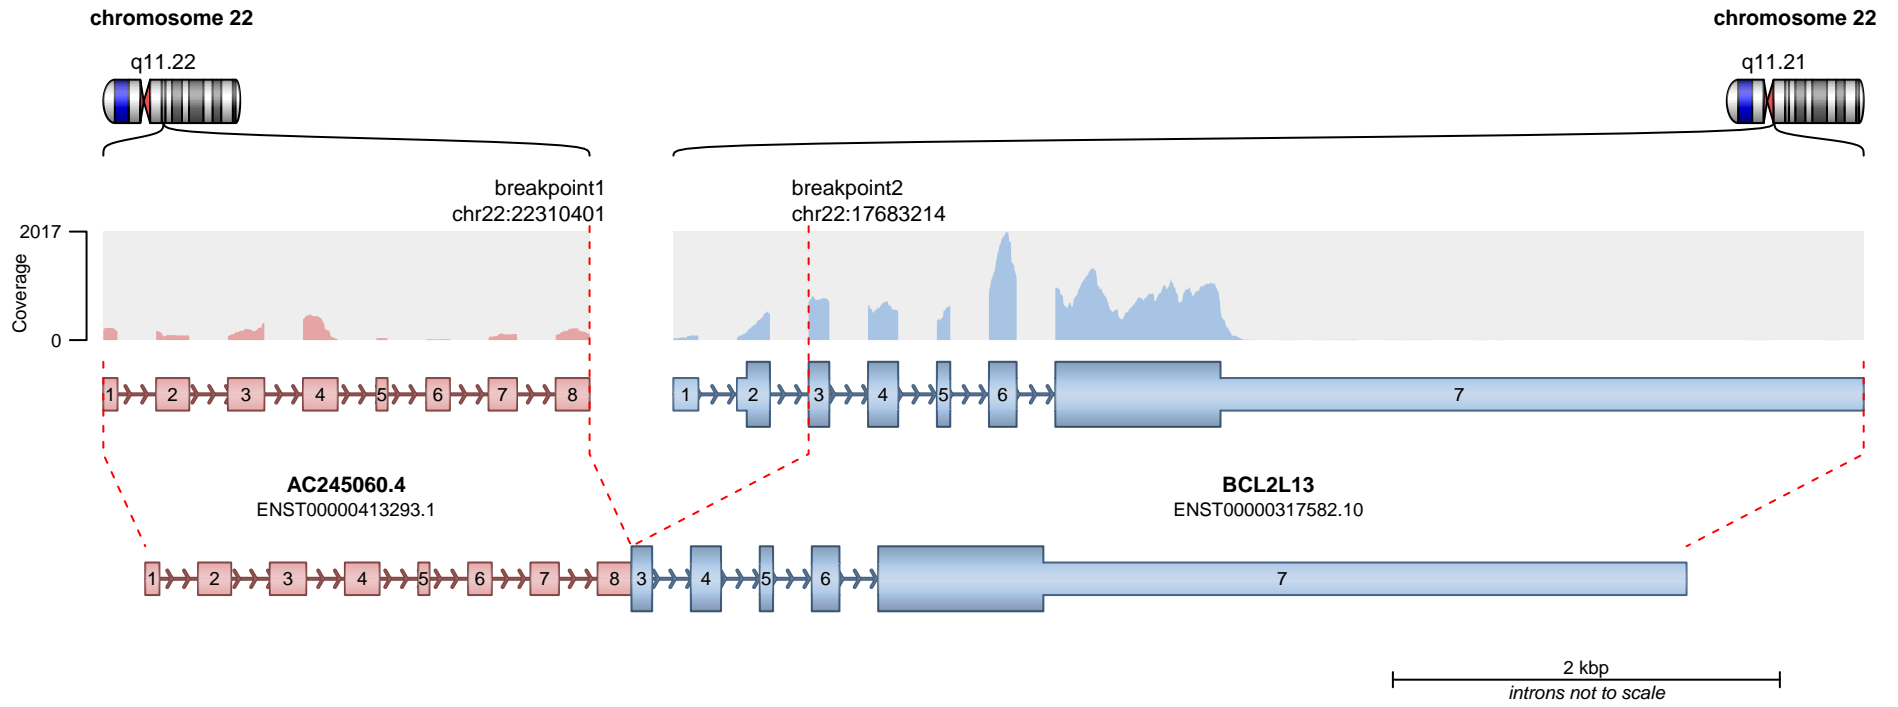 chromosome 22
chromosome 22
q11.22
q11.21
breakpoint1
chr22:22310401
breakpoint2
chr22:17683214
2017
Coverage
0
1 2 3 4 5 6 7 8
1 2 3 4 5 6 7
AC245060.4
ENST00000413293.1
BCL2L13
ENST00000317582.10
1 2 3 4 5 6 7 8 3 4 5 6 7
2 kbp
introns not to scale